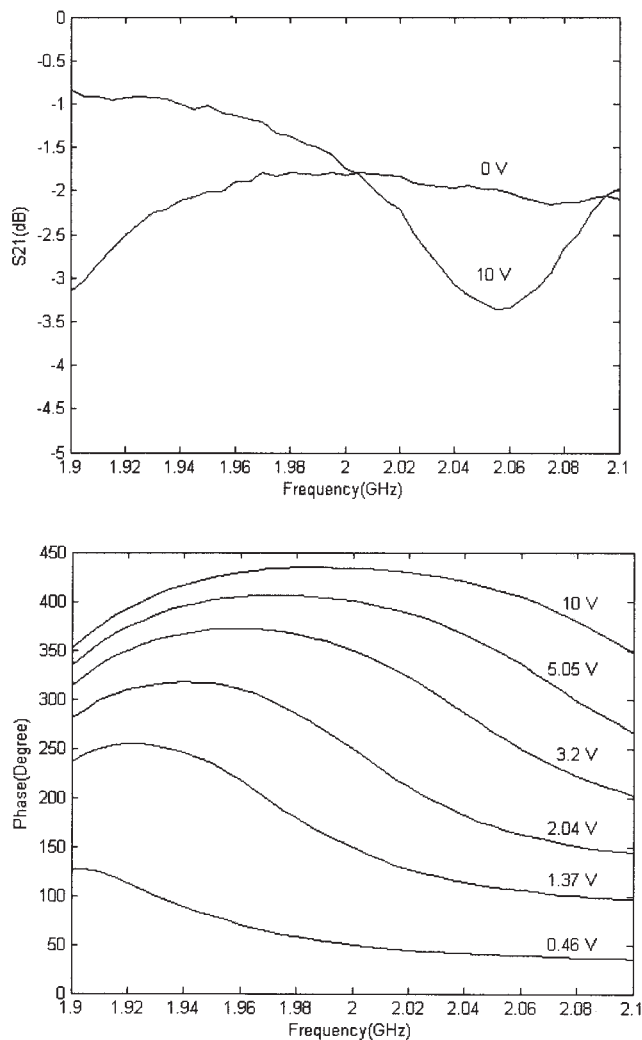 0
-0.5
-1
-1.5
-2
-2.5
-3
-3.5
-4
-4.5
-5
S21(dB)
0 V
10 V
1.9 1.92 1.94 1.96 1.98 2 2.02 2.04 2.06 2.08 2.1
Frequency(GHz)
450
400
350
300
250
200
150
100
50
0
Phase(Degree)
10 V
5.05 V
3.2 V
2.04 V
1.37 V
0.46 V
1.9 1.92 1.94 1.96 1.98 2 2.02 2.04 2.06 2.08 2.1
Frequency(GHz)